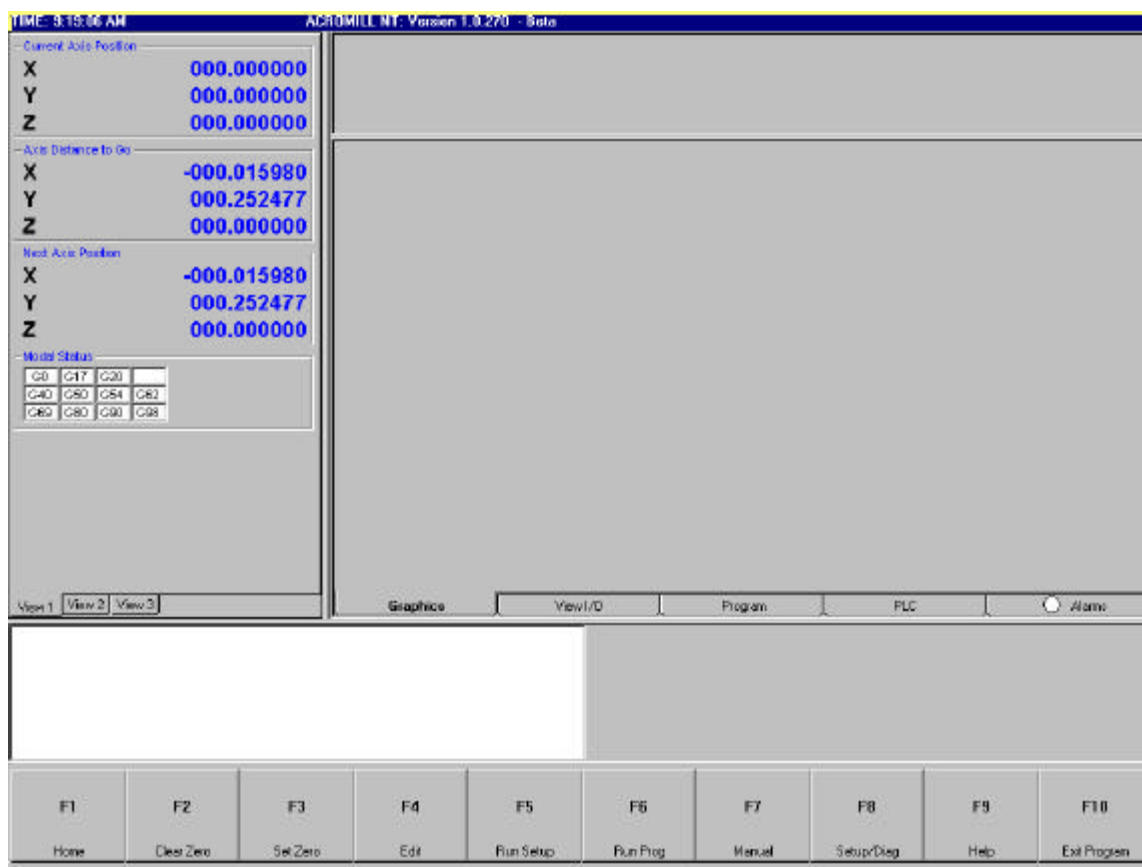 TIME: 9:19:06 AM ACROMILL NT: Version 1.0.270 - Beta
Current Axis Position
X 000.000000
Y 000.000000
Z 000.000000
Axis Distance to Go
X -000.015980
Y 000.252477
Z 000.000000
Next Axis Position
X -000.015980
Y 000.252477
Z 000.000000
Modal Status
G0 G17 G20
G40 G50 G54 G62
G69 G80 G90 G98
View 1 View 2 View 3
Graphics View I/O Program PLC Alarms
F1 F2 F3 F4 F5 F6 F7 F8 F9 F10
Home Clear Zero Set Zero Edit Run Setup Run Prog Manual Setup/Diag Help Exit Program